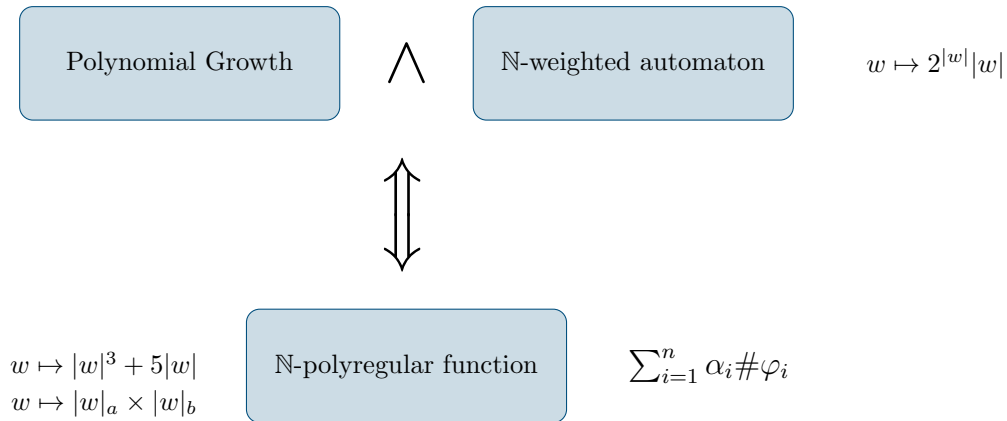 Polynomial Growth ∧ ℕ-weighted automaton w ↦ 2^{|w|}|w|
⇕
w ↦ |w|^3 + 5|w|
w ↦ |w|_a × |w|_b
ℕ-polyregular function
∑_{i=1}^{n} α_i#φ_i